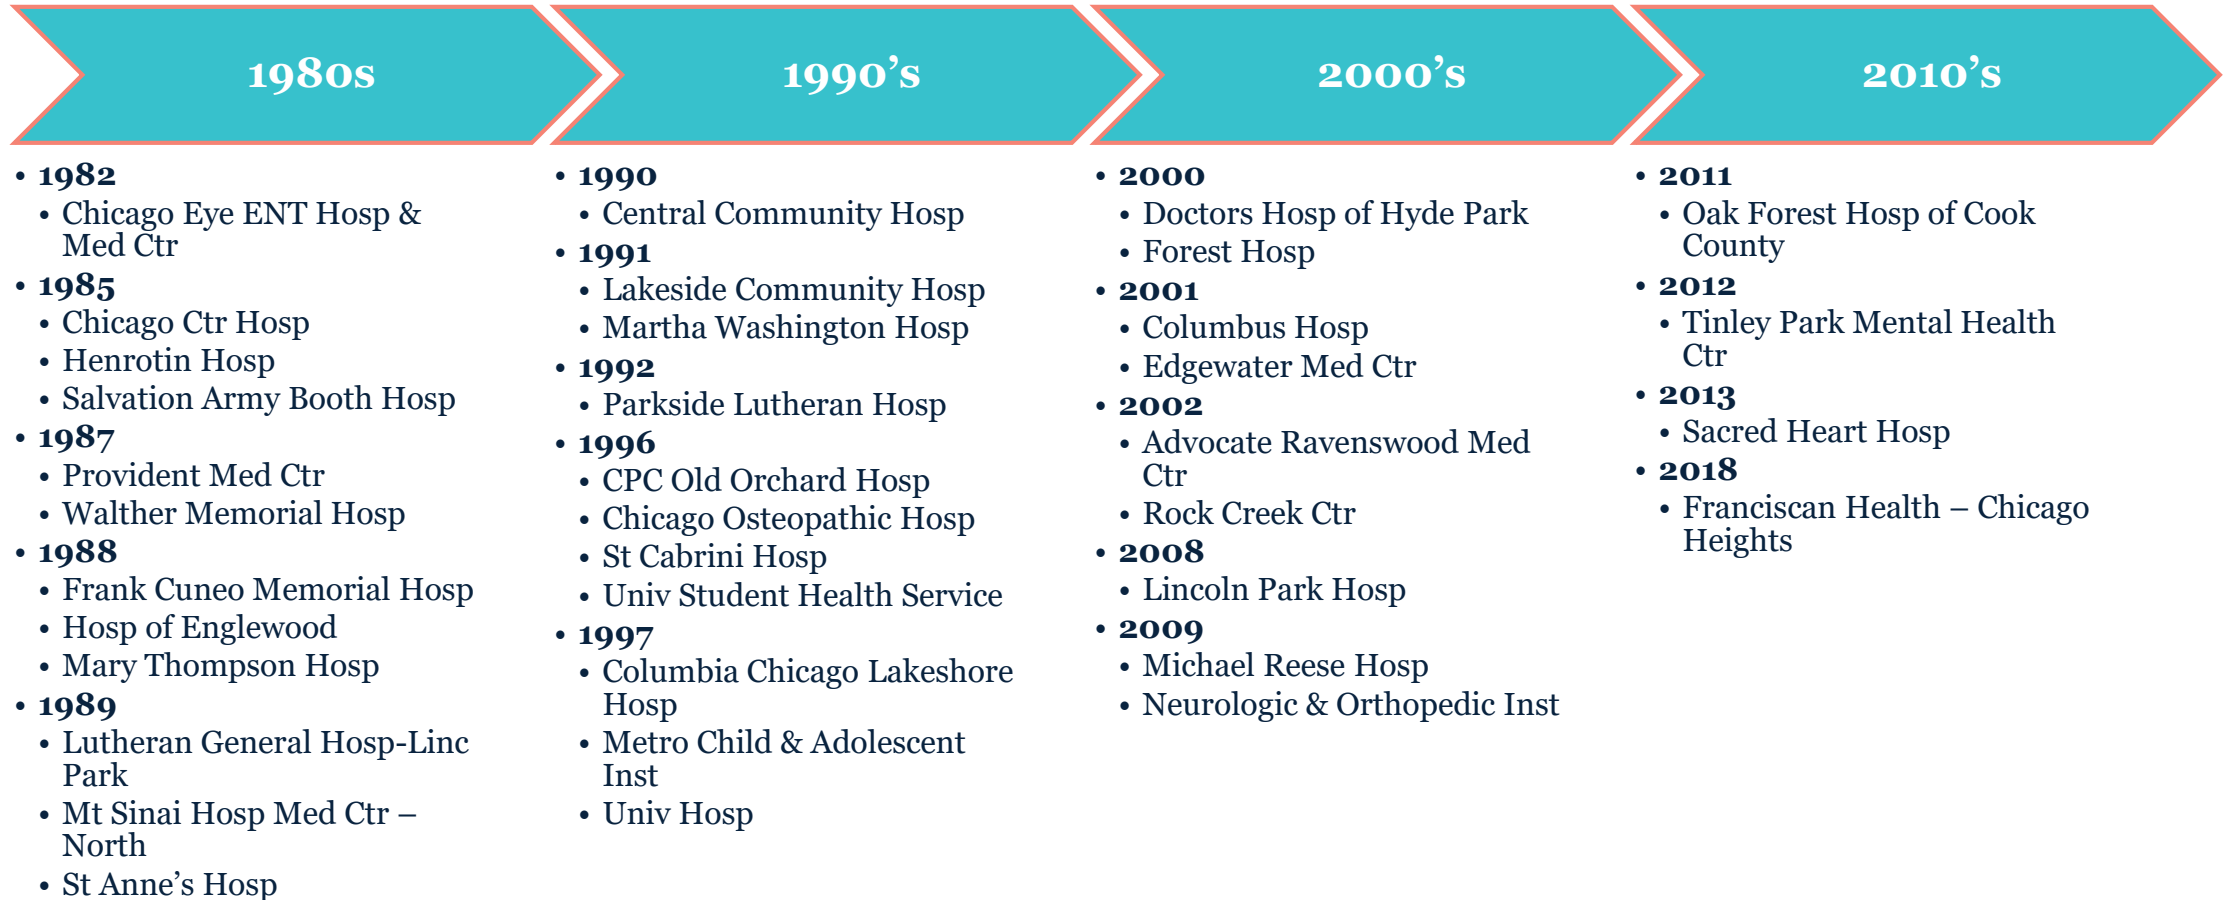 1980s
• 1982
• Chicago Eye ENT Hosp &
Med Ctr
• 1985
• Chicago Ctr Hosp
• Henrotin Hosp
• Salvation Army Booth Hosp
• 1987
• Provident Med Ctr
• Walther Memorial Hosp
• 1988
• Frank Cuneo Memorial Hosp
• Hosp of Englewood
• Mary Thompson Hosp
• 1989
• Lutheran General Hosp-Linc
Park
• Mt Sinai Hosp Med Ctr –
North
• St Anne’s Hosp
1990’s
• 1990
• Central Community Hosp
• 1991
• Lakeside Community Hosp
• Martha Washington Hosp
• 1992
• Parkside Lutheran Hosp
• 1996
• CPC Old Orchard Hosp
• Chicago Osteopathic Hosp
• St Cabrini Hosp
• Univ Student Health Service
• 1997
• Columbia Chicago Lakeshore
Hosp
• Metro Child & Adolescent
Inst
• Univ Hosp
2000’s
• 2000
• Doctors Hosp of Hyde Park
• Forest Hosp
• 2001
• Columbus Hosp
• Edgewater Med Ctr
• 2002
• Advocate Ravenswood Med
Ctr
• Rock Creek Ctr
• 2008
• Lincoln Park Hosp
• 2009
• Michael Reese Hosp
• Neurologic & Orthopedic Inst
2010’s
• 2011
• Oak Forest Hosp of Cook
County
• 2012
• Tinley Park Mental Health
Ctr
• 2013
• Sacred Heart Hosp
• 2018
• Franciscan Health – Chicago
Heights